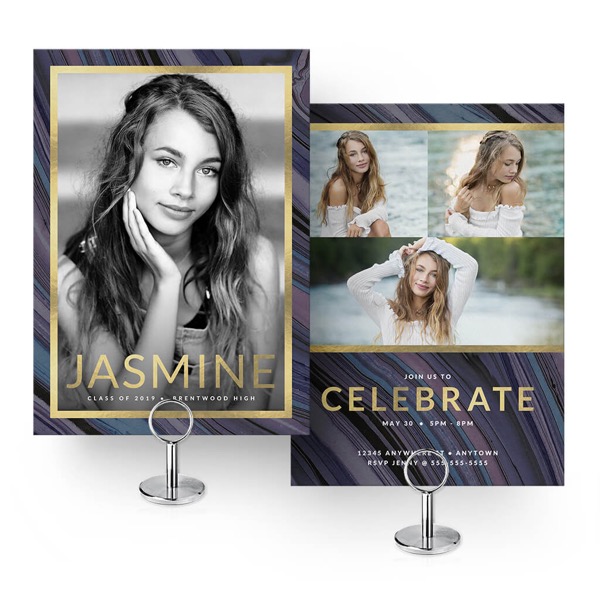 JASMINE
CLASS OF 2019 • BRENTWOOD HIGH
JOIN US TO
CELEBRATE
MAY 30 • 5PM - 8PM
12345 ANYWHERE ST • ANYTOWN
RSVP JENNY @ 555-555-5555